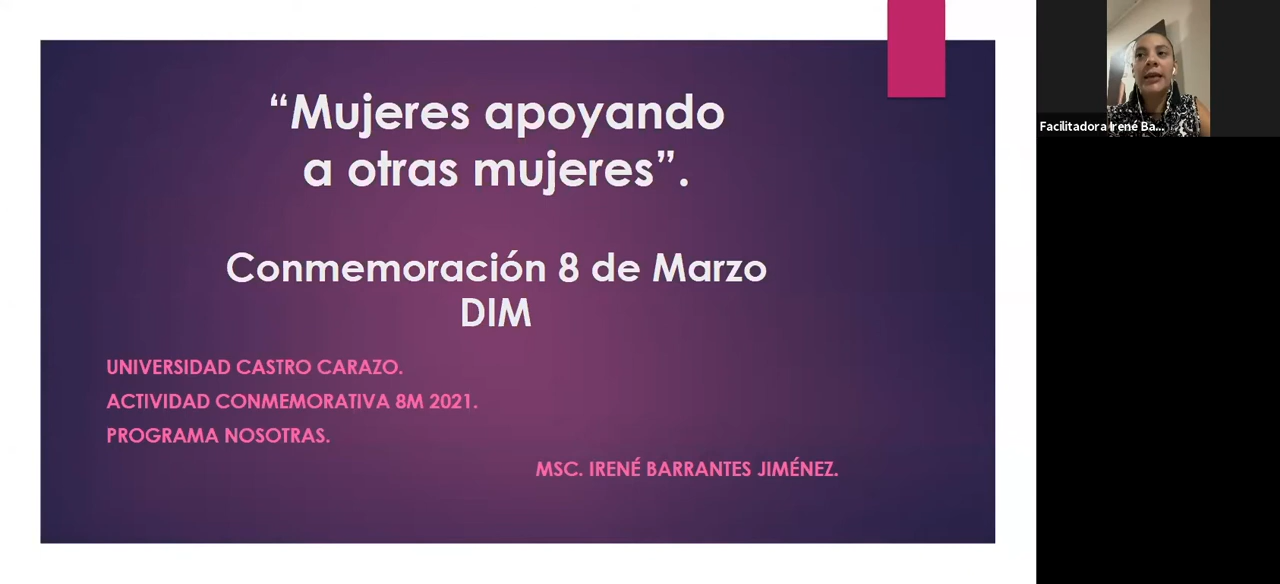 “Mujeres apoyando
a otras mujeres”.
Conmemoración 8 de Marzo
DIM
UNIVERSIDAD CASTRO CARAZO.
ACTIVIDAD CONMEMORATIVA 8M 2021.
PROGRAMA NOSOTRAS.
MSC. IRENÉ BARRANTES JIMÉNEZ.
Facilitadora Irené Ba...